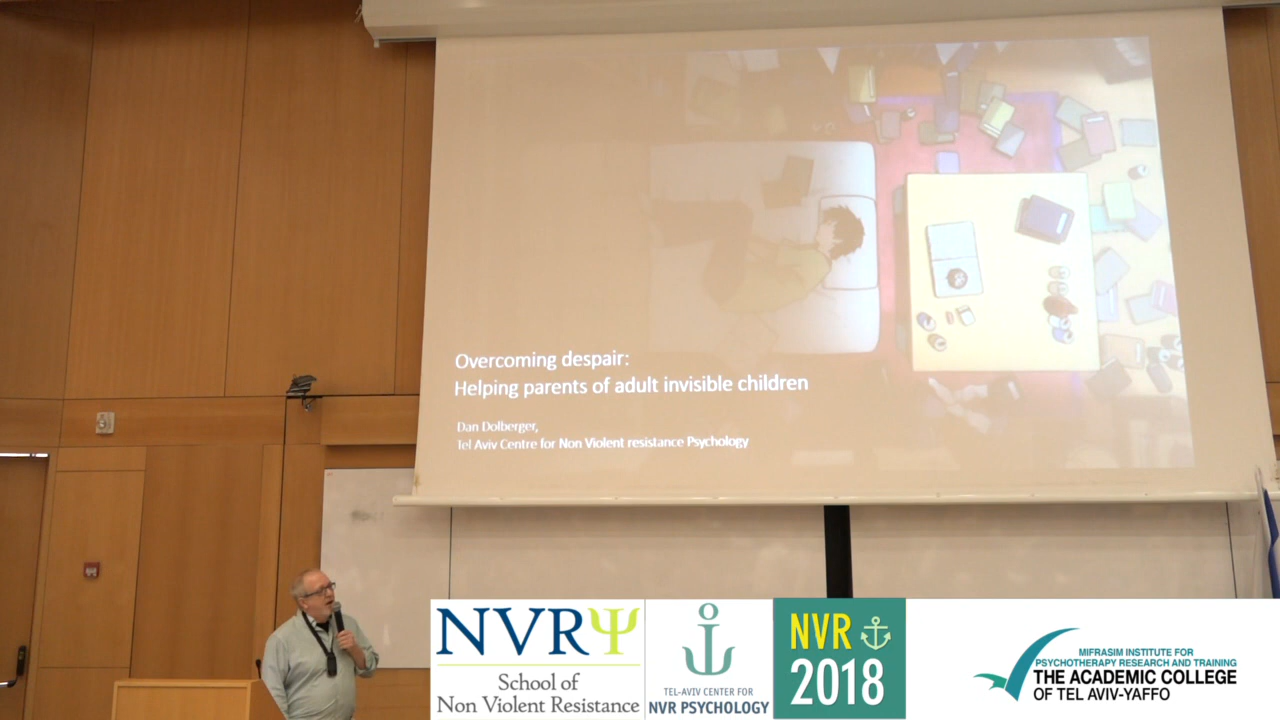 Overcoming despair:
Helping parents of adult invisible children
Dan Dolberger,
Tel Aviv Centre for Non Violent resistance Psychology
NVRΨ
School of
Non Violent Resistance
TEL-AVIV CENTER FOR
NVR PSYCHOLOGY
NVR
2018
MIFRASIM INSTITUTE FOR
PSYCHOTHERAPY RESEARCH AND TRAINING
THE ACADEMIC COLLEGE
OF TEL AVIV-YAFFO